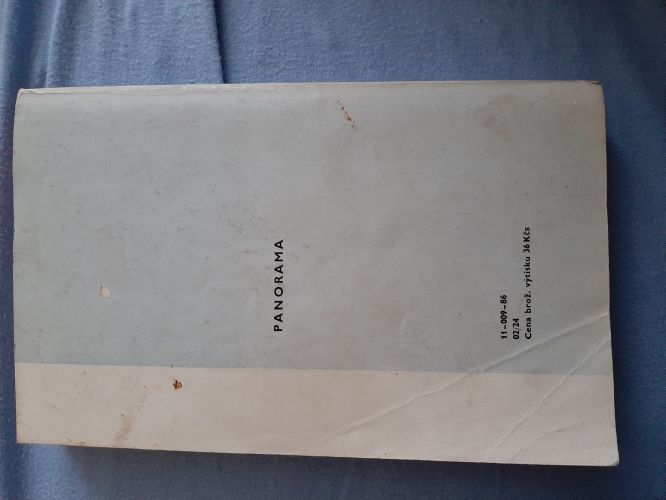 PANORAMA
11-009-86
02/24
Cena brož. výtisku 36 Kčs